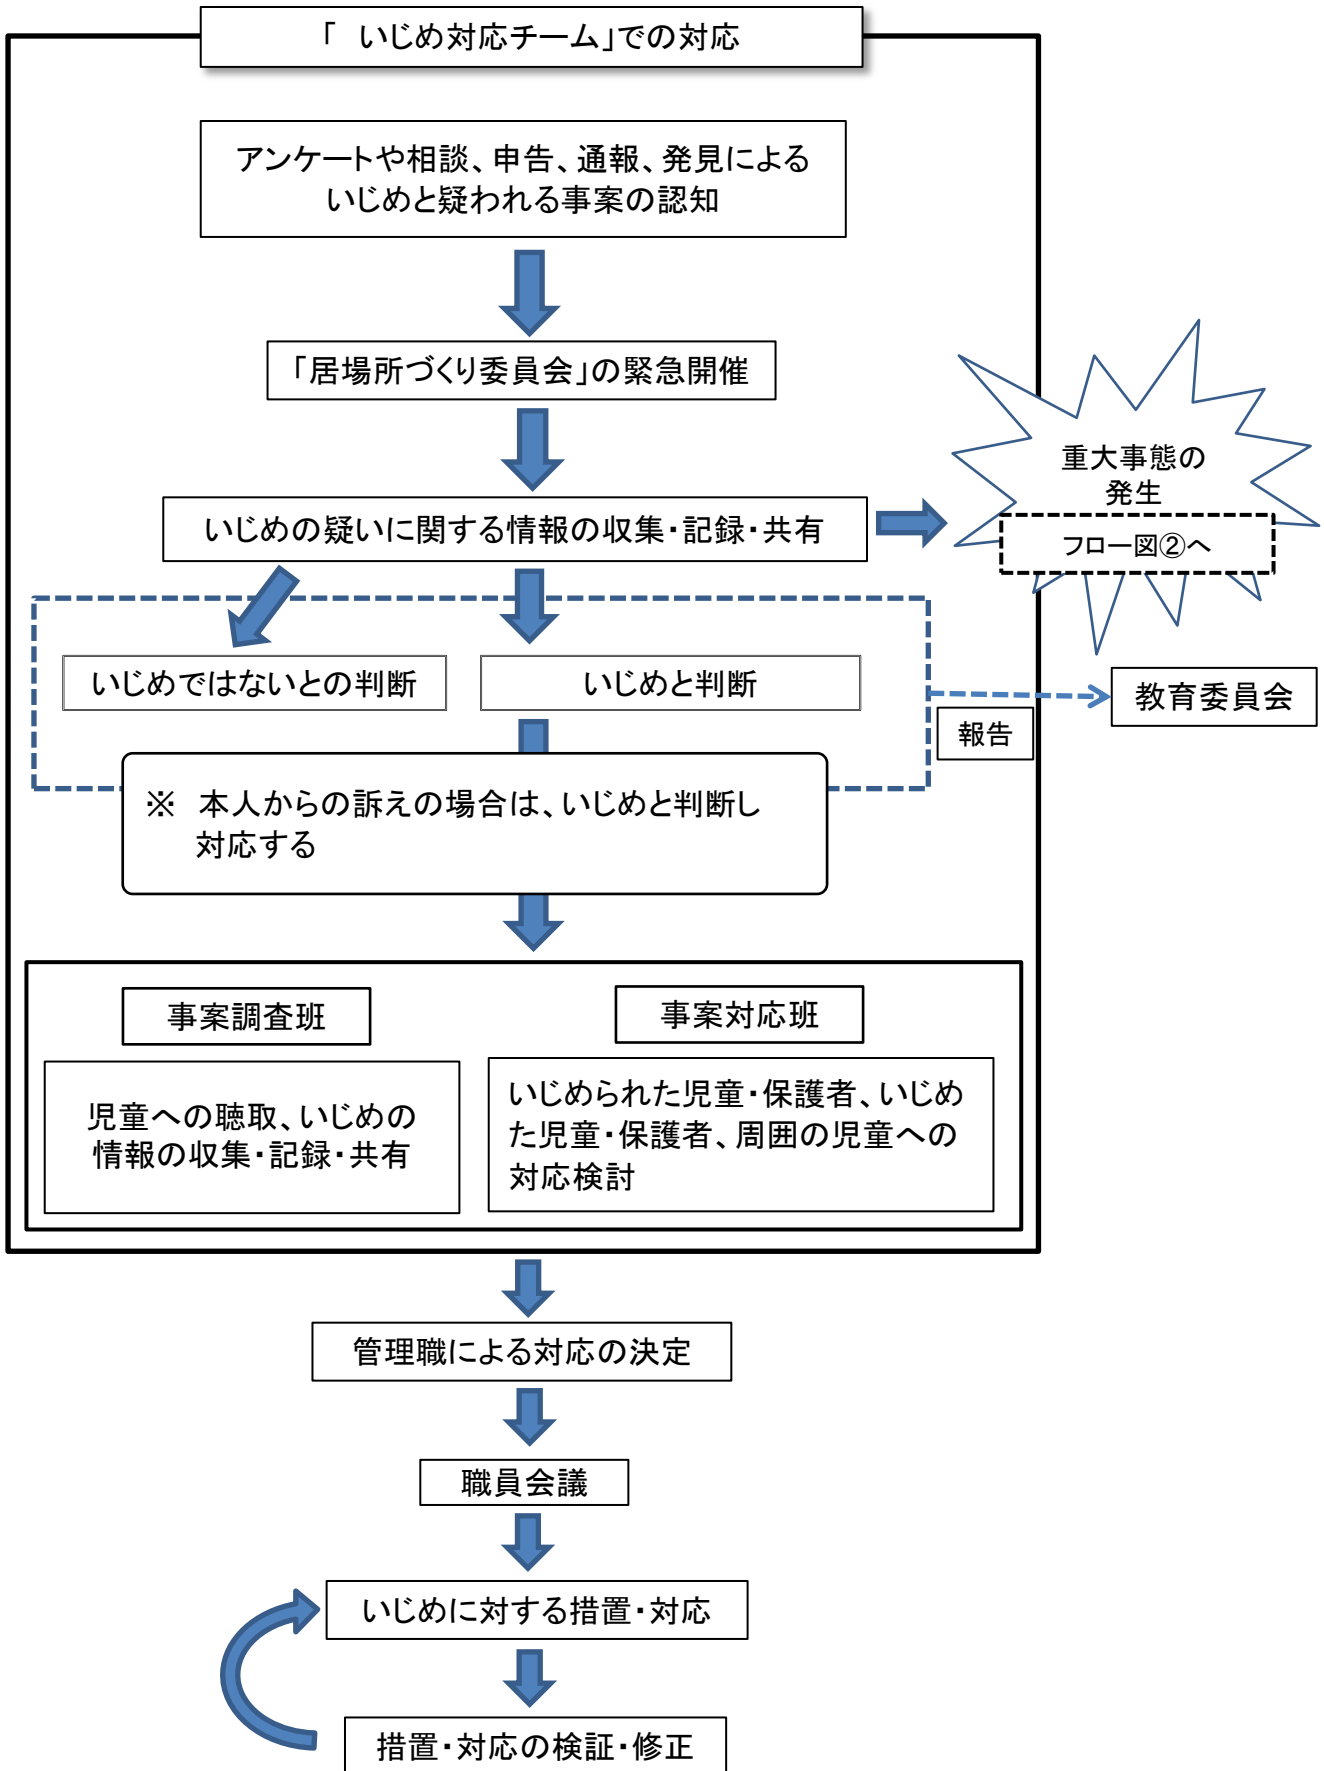 「　いじめ対応チーム」での対応
アンケートや相談、申告、通報、発見による
いじめと疑われる事案の認知
「居場所づくり委員会」の緊急開催
重大事態の
発生
いじめの疑いに関する情報の収集・記録・共有
フロー図②へ
いじめではないとの判断
いじめと判断
教育委員会
報告
※　本人からの訴えの場合は、いじめと判断し
対応する
事案調査班
事案対応班
児童への聴取、いじめの
情報の収集・記録・共有
いじめられた児童・保護者、いじめ
た児童・保護者、周囲の児童への
対応検討
管理職による対応の決定
職員会議
いじめに対する措置・対応
措置・対応の検証・修正